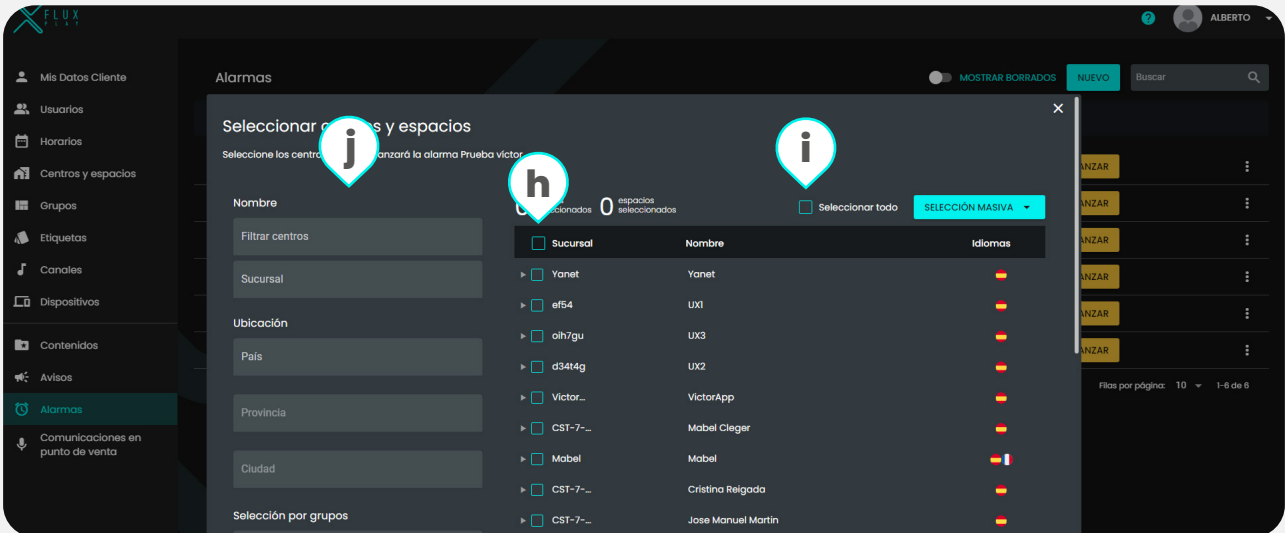 FLUX
PLAY
?
ALBERTO
Mis Datos Cliente
Usuarios
Horarios
Centros y espacios
Grupos
Etiquetas
Canales
Dispositivos
Contenidos
Avisos
Alarmas
Comunicaciones en
punto de venta
Alarmas
MOSTRAR BORRADOS
NUEVO
Buscar
Seleccionar s y espacios
Seleccione los centro anzará la alarma Prueba víctor
j
h
i
Nombre
Filtrar centros
Sucursal
Ubicación
País
Provincia
Ciudad
Selección por grupos
ccionados
0 espacios
seleccionados
Seleccionar todo
SELECCIÓN MASIVA
Sucursal Nombre Idiomas
Yanet Yanet
ef54 UX1
oih7gu UX3
d34t4g UX2
Victor... VictorApp
CST-7-... Mabel Cleger
Mabel Mabel
CST-7-... Cristina Reigada
CST-7-... Jose Manuel Martin
ANZAR
ANZAR
ANZAR
ANZAR
ANZAR
ANZAR
Filas por página: 10 1-6 de 6